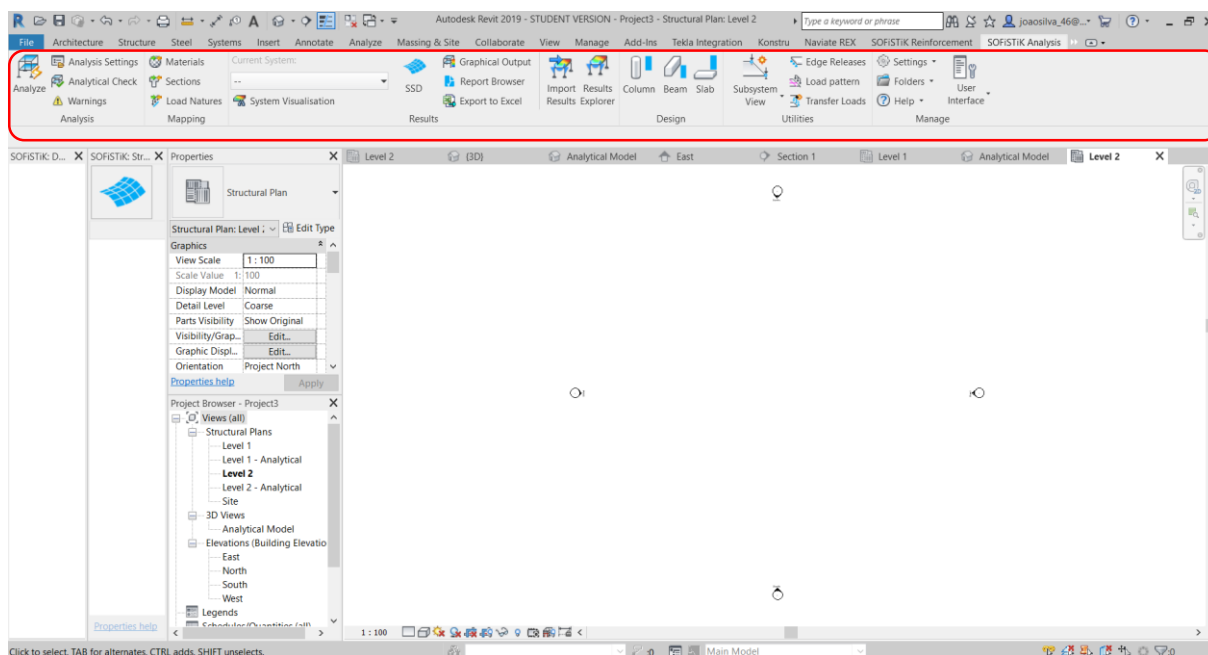 Autodesk Revit 2019 - STUDENT VERSION - Project3 - Structural Plan: Level 2
Type a keyword or phrase
joaosilva_46@...
File Architecture Structure Steel Systems Insert Annotate Analyze Massing & Site Collaborate View Manage Add-Ins Tekla Integration Konstru Naviate REX SOFiSTiK Reinforcement SOFiSTiK Analysis
Analyze
Analysis Settings
Analytical Check
Warnings
Analysis
Materials
Sections
Load Natures
Mapping
Current System:
--
System Visualisation
SSD
Graphical Output
Report Browser
Export to Excel
Results
Import Results
Results Explorer
Column Beam Slab
Design
Subsystem
View
Edge Releases
Load pattern
Transfer Loads
Utilities
Settings
Folders
Help
User
Interface
Manage
SOFiSTiK: D... X SOFiSTiK: Str... X Properties X
Level 2 {3D} Analytical Model East Section 1 Level 1 Analytical Model Level 2 X
Structural Plan
Structural Plan: Level 2 Edit Type
Graphics
View Scale 1 : 100
Scale Value 1: 100
Display Model Normal
Detail Level Coarse
Parts Visibility Show Original
Visibility/Grap... Edit...
Graphic Displ... Edit...
Orientation Project North
Properties help Apply
Project Browser - Project3 X
Views (all)
Structural Plans
Level 1
Level 1 - Analytical
Level 2
Level 2 - Analytical
Site
3D Views
Analytical Model
Elevations (Building Elevatio
East
North
South
West
Legends
Schedules/Quantities (all)
Properties help
1 : 100
Click to select, TAB for alternates, CTRL adds, SHIFT unselects.
:0
Main Model
:0